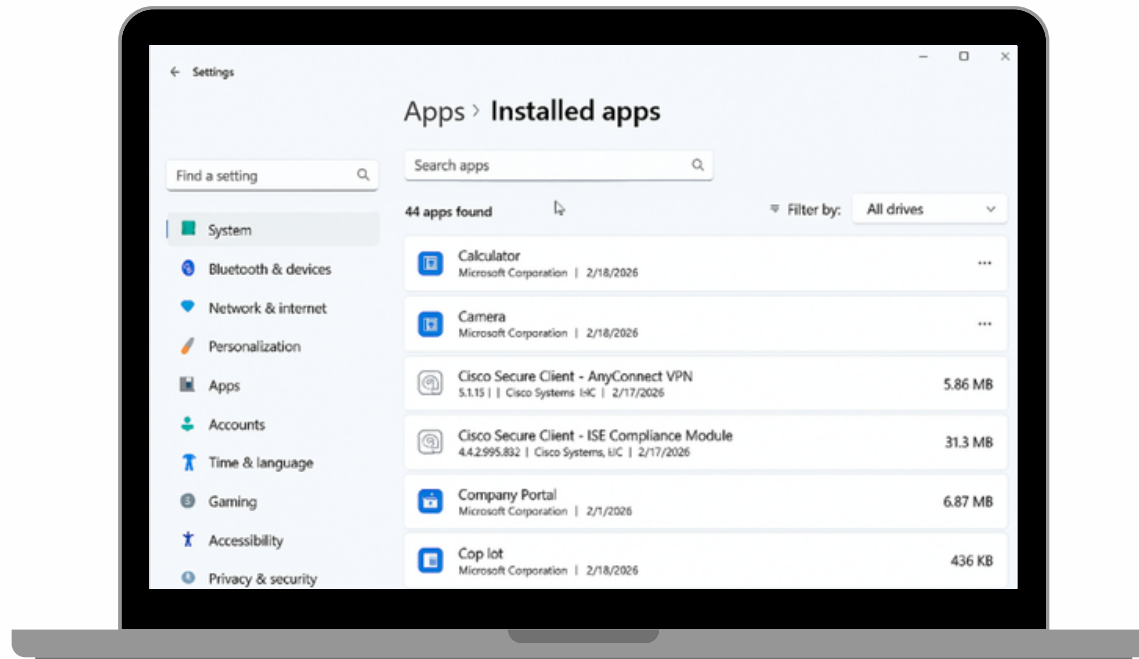 Settings
Apps › Installed apps
Find a setting
Search apps
44 apps found
Filter by:
All drives
System
Bluetooth & devices
Network & internet
Personalization
Apps
Accounts
Time & language
Gaming
Accessibility
Privacy & security
Calculator
Microsoft Corporation | 2/18/2026
Camera
Microsoft Corporation | 2/18/2026
Cisco Secure Client - AnyConnect VPN
5.1.15 | | Cisco Systems | 2/17/2026
5.86 MB
Cisco Secure Client - ISE Compliance Module
4.4.2.995.832 | Cisco Systems, | 2/17/2026
31.3 MB
Company Portal
Microsoft Corporation | 2/1/2026
6.87 MB
Cop lot
Microsoft Corporation | 2/18/2026
436 KB